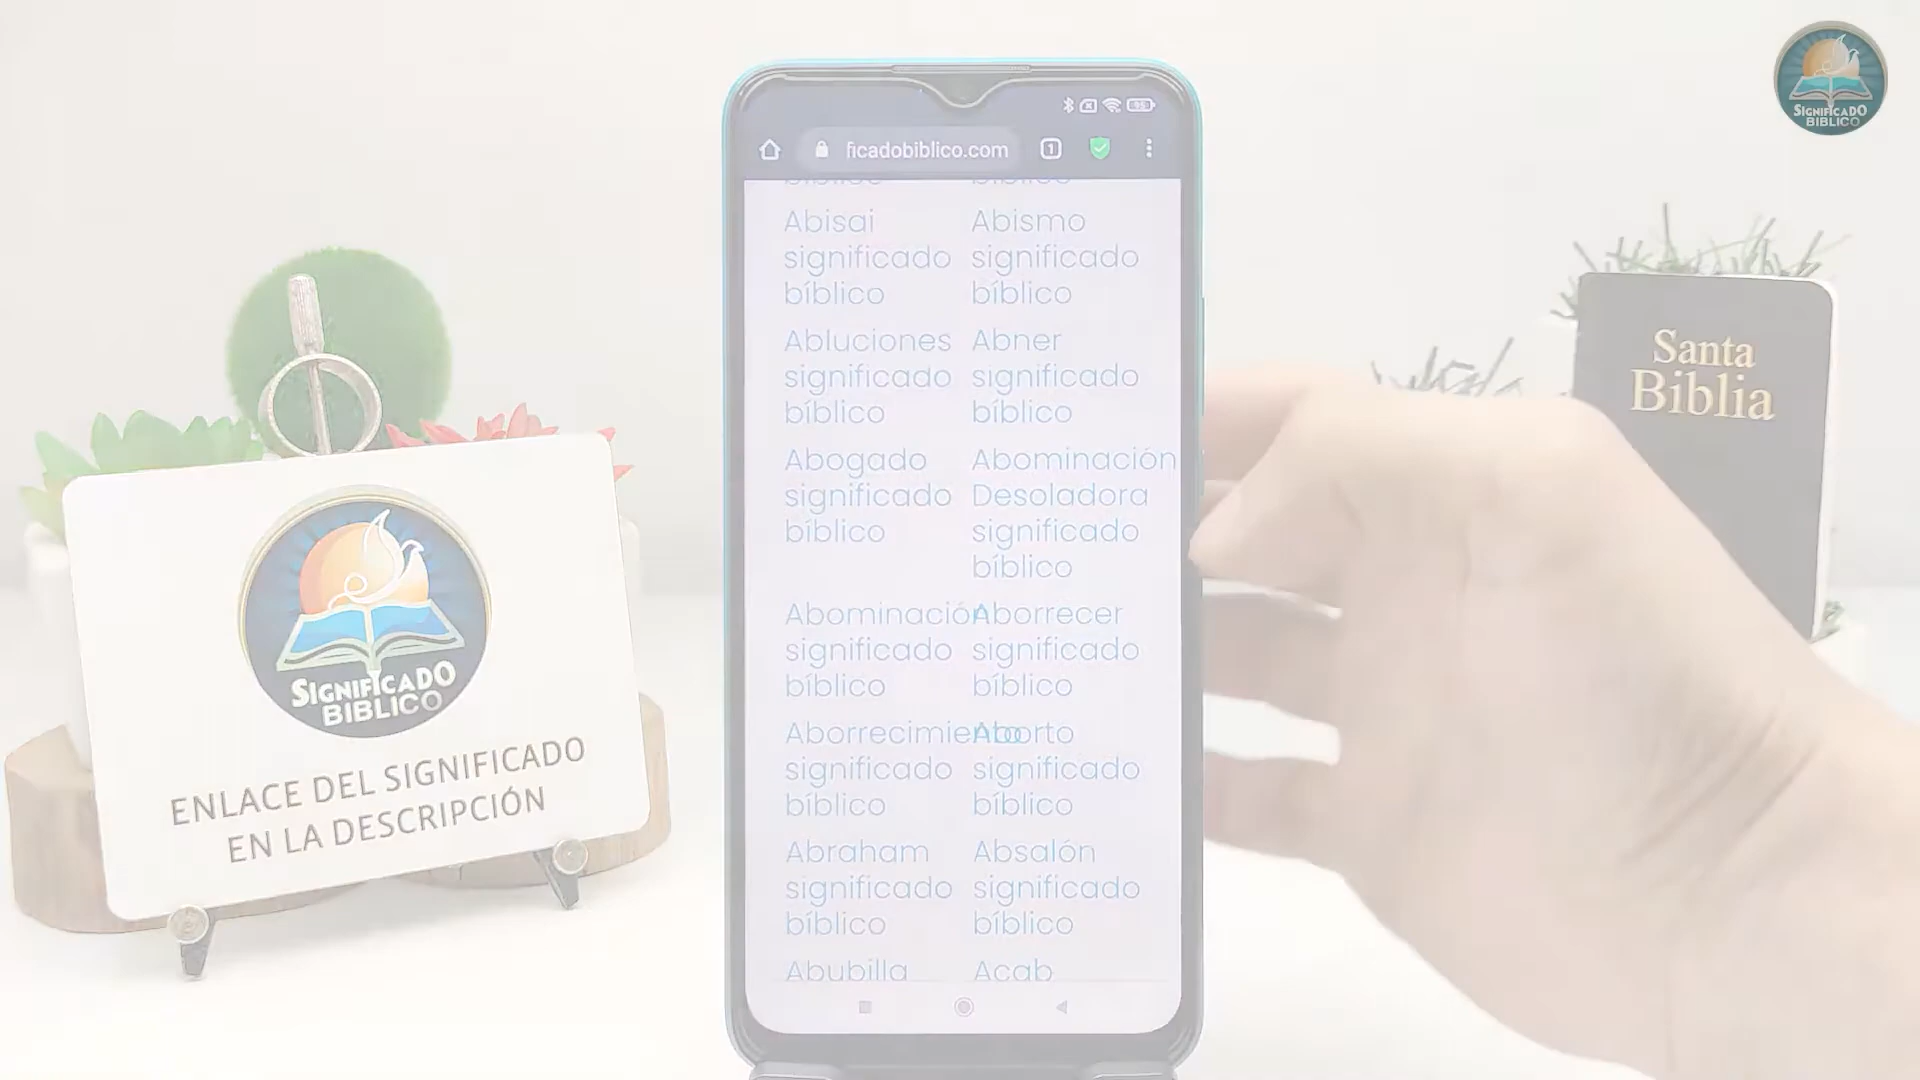 SIGNIFICADO
BIBLICO
95
ficadobiblico.com
1
Abisai
significado
bíblico
Abismo
significado
bíblico
Abluciones
significado
bíblico
Abner
significado
bíblico
Abogado
significado
bíblico
Abominación
Desoladora
significado
bíblico
Abominación
significado
bíblico
Aborrecer
significado
bíblico
Aborrecimiento
significado
bíblico
Aborto
significado
bíblico
Abraham
significado
bíblico
Absalón
significado
bíblico
Abubilla
Acab
SIGNIFICADO
BIBLICO
ENLACE DEL SIGNIFICADO
EN LA DESCRIPCIÓN
Santa
Biblia